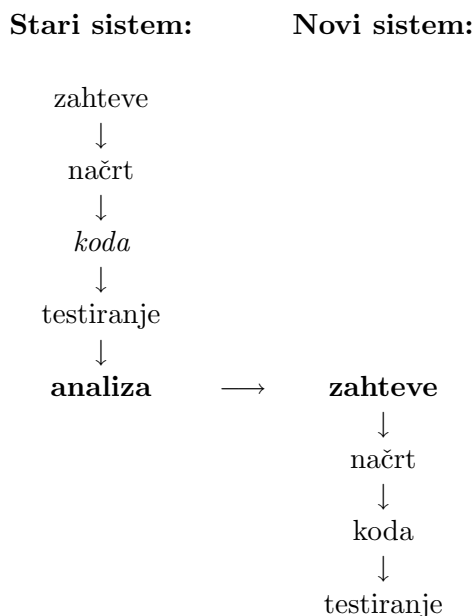 Stari sistem: Novi sistem:
zahteve
↓
načrt
↓
koda
↓
testiranje
↓
analiza ⟶ zahteve
↓
načrt
↓
koda
↓
testiranje